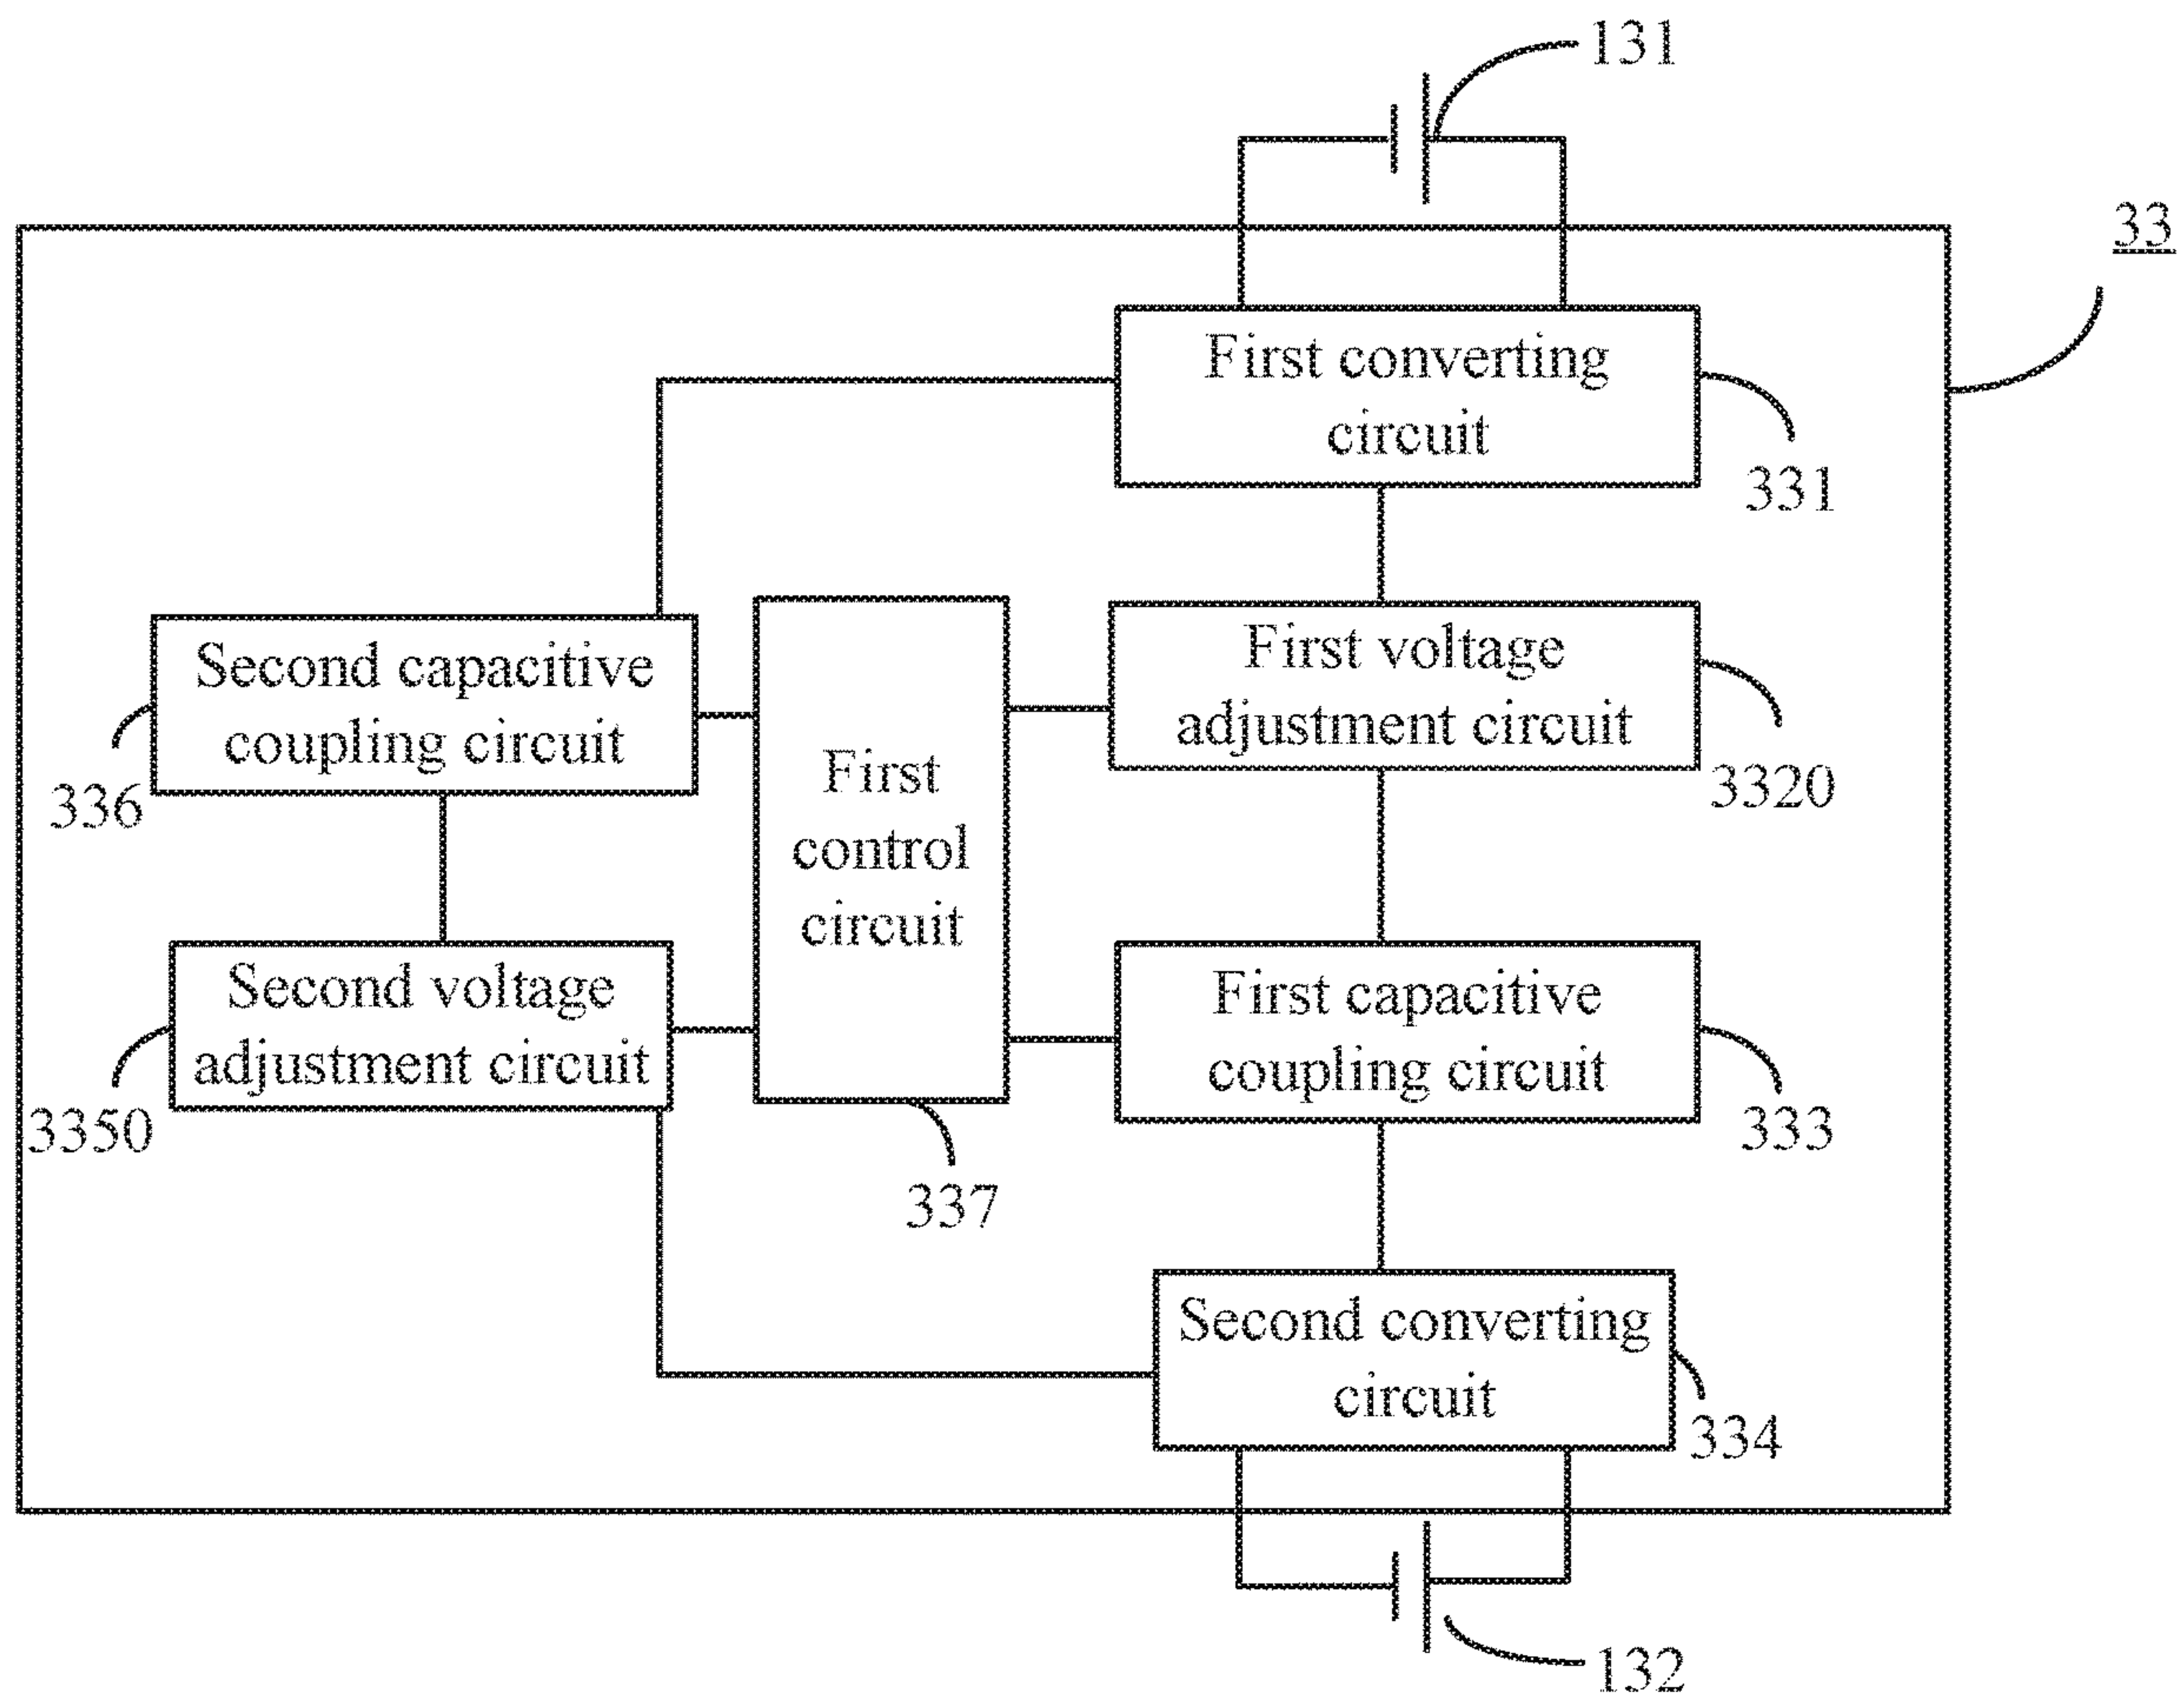 131
33
First converting
circuit
331
Second capacitive
coupling circuit
336
First
control
circuit
337
First voltage
adjustment circuit
3320
Second voltage
adjustment circuit
3350
First capacitive
coupling circuit
333
Second converting
circuit
334
132